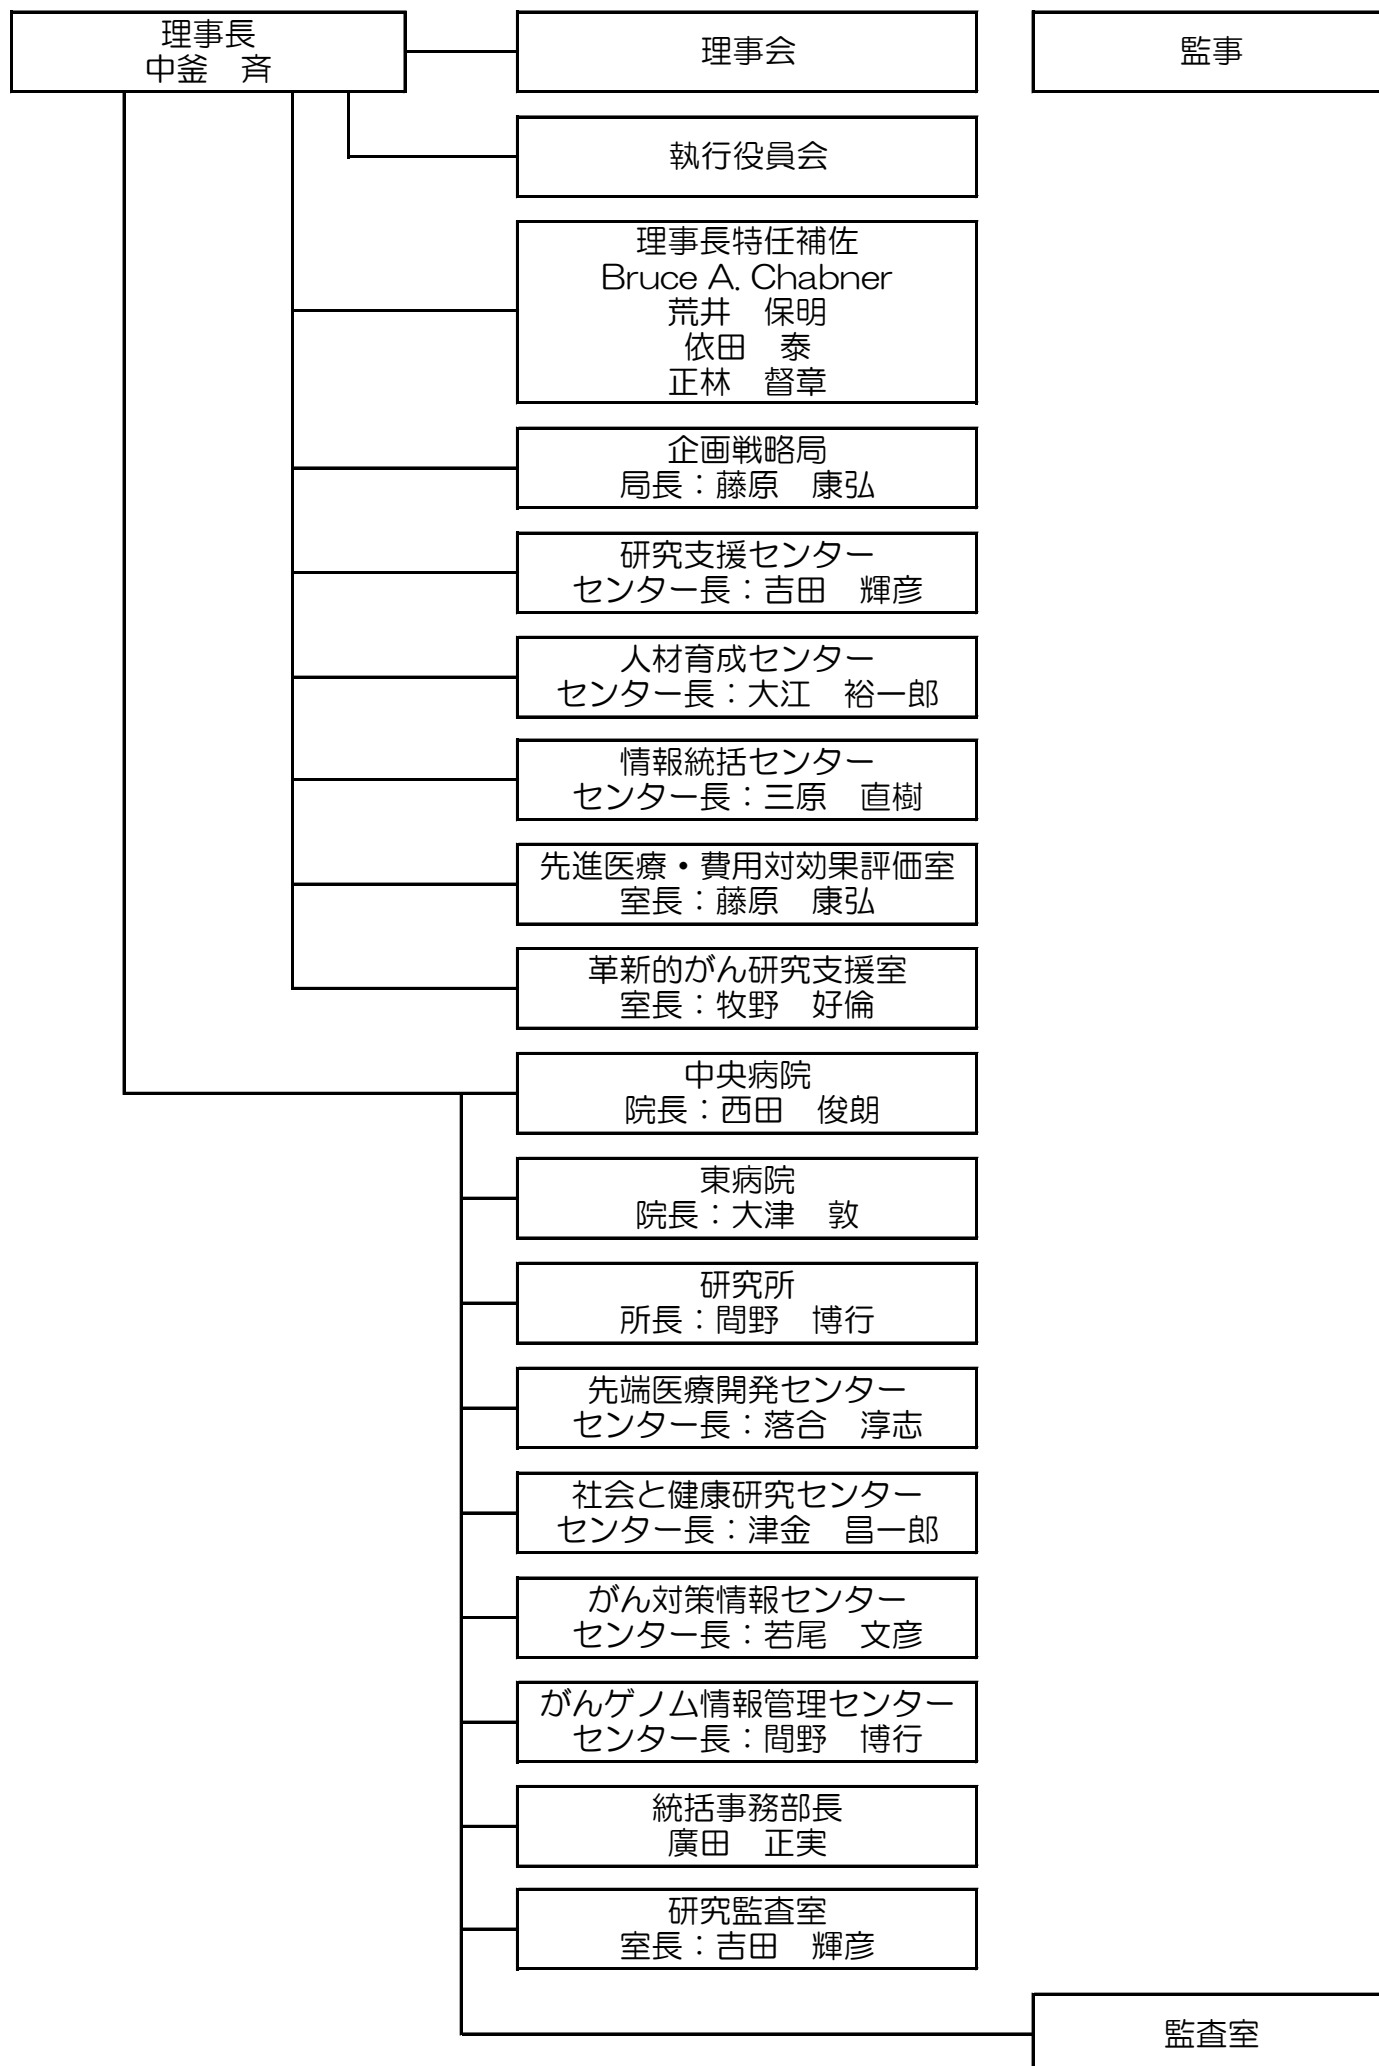 理事長
中釜　斉
理事会
監事
執行役員会
理事長特任補佐
Bruce A. Chabner
荒井　保明
依田　泰
正林　督章
企画戦略局
局長：藤原　康弘
研究支援センター
センター長：吉田　輝彦
人材育成センター
センター長：大江　裕一郎
情報統括センター
センター長：三原　直樹
先進医療・費用対効果評価室
室長：藤原　康弘
革新的がん研究支援室
室長：牧野　好倫
中央病院
院長：西田　俊朗
東病院
院長：大津　敦
研究所
所長：間野　博行
先端医療開発センター
センター長：落合　淳志
社会と健康研究センター
センター長：津金　昌一郎
がん対策情報センター
センター長：若尾　文彦
がんゲノム情報管理センター
センター長：間野　博行
統括事務部長
廣田　正実
研究監査室
室長：吉田　輝彦
監査室